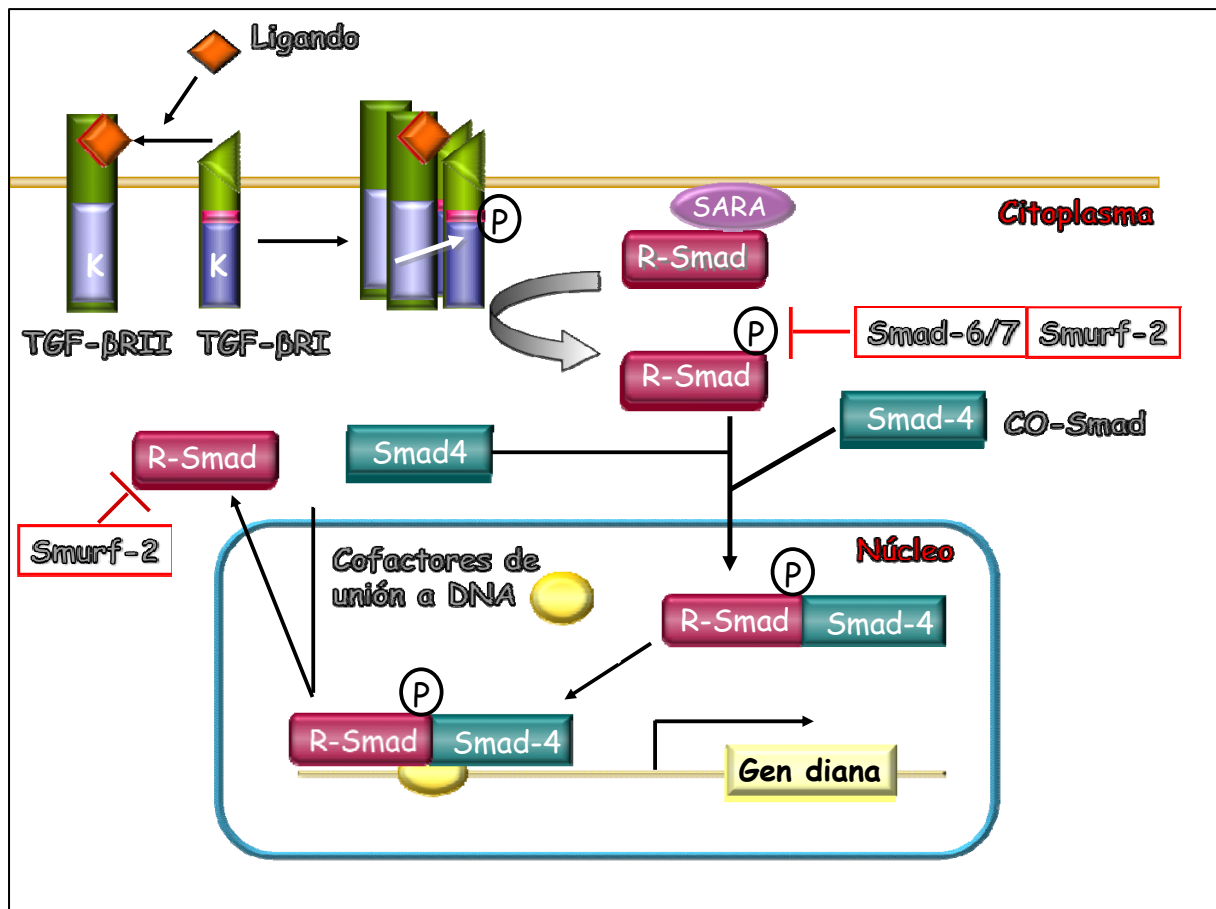 Ligando
K
K
TGF-βRII
TGF-βRI
P
SARA
R-Smad
Citoplasma
P
R-Smad
Smad-6/7
Smurf-2
Smad-4
CO-Smad
Smad4
R-Smad
Smurf-2
Núcleo
Cofactores de
unión a DNA
P
R-Smad
Smad-4
P
R-Smad
Smad-4
Gen diana